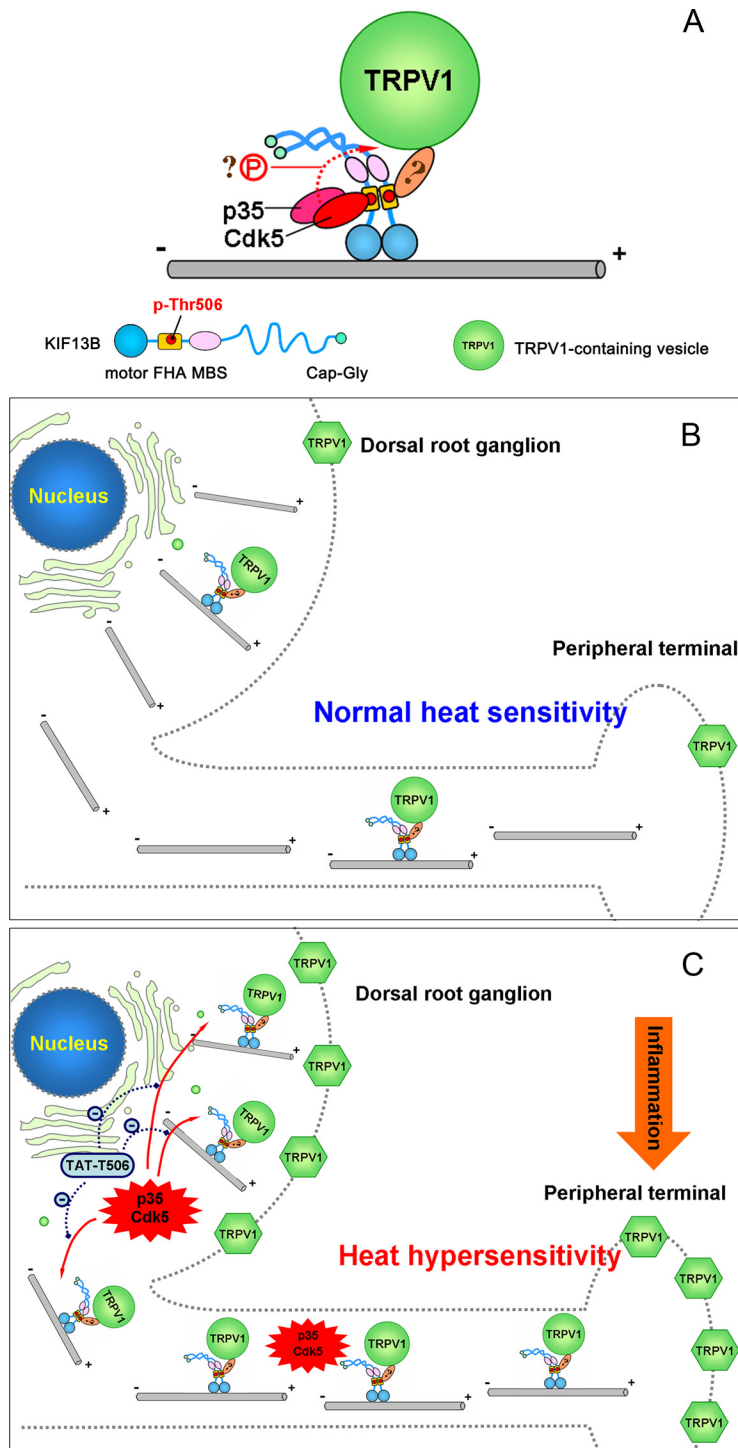 A
TRPV1
?
? P
p35
Cdk5
- +
p-Thr506
KIF13B
motor FHA MBS Cap-Gly
TRPV1
TRPV1-containing vesicle
B
TRPV1
Dorsal root ganglion
Nucleus
- +
TRPV1
?
- +
- +
Peripheral terminal
Normal heat sensitivity
TRPV1
- +
TRPV1
?
- +
- +
- +
C
TRPV1
Dorsal root ganglion
TRPV1
?
- +
Nucleus
TRPV1
Inflammation
TRPV1
?
- +
-
-
TAT-T506
TRPV1
-
p35
Cdk5
Peripheral terminal
TRPV1
TRPV1
Heat hypersensitivity
TRPV1
- +
TRPV1
?
TRPV1
?
p35
Cdk5
TRPV1
?
TRPV1
?
TRPV1
- +
- +
- +
TRPV1